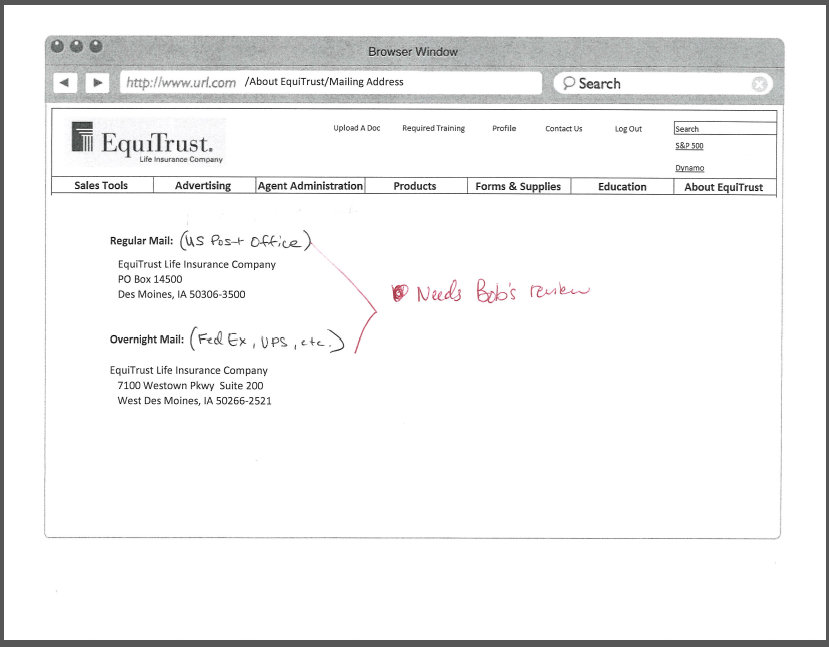 Browser Window
http://www.url.com /About EquiTrust/Mailing Address
Search
EquiTrust.
Life Insurance Company
Upload A Doc Required Training Profile Contact Us Log Out Search
S&P 500
Dynamo
Sales Tools Advertising Agent Administration Products Forms & Supplies Education About EquiTrust
Regular Mail: (US Post Office)
EquiTrust Life Insurance Company
PO Box 14500
Des Moines, IA 50306-3500
Needs Bob's review
Overnight Mail: (Fed Ex, UPS, etc.)
EquiTrust Life Insurance Company
7100 Westown Pkwy Suite 200
West Des Moines, IA 50266-2521